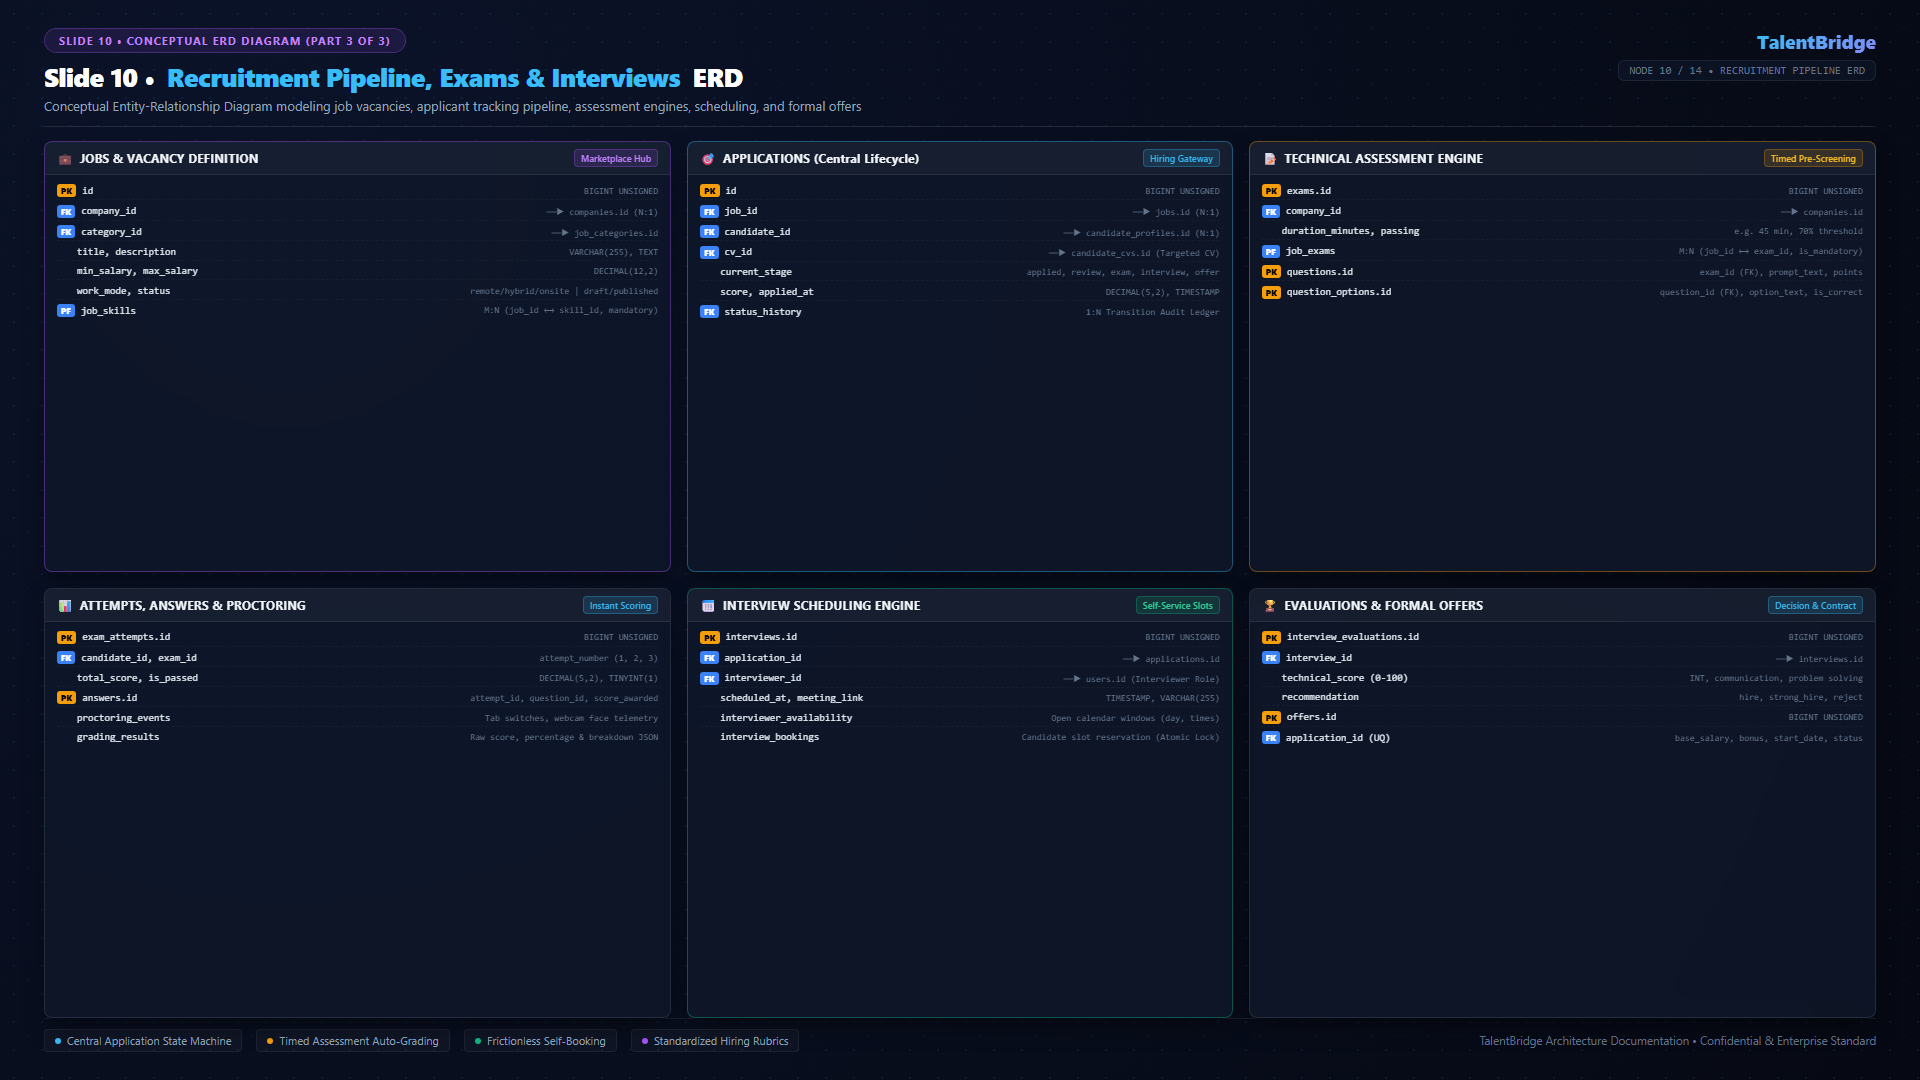 SLIDE 10 • CONCEPTUAL ERD DIAGRAM (PART 3 OF 3)
TalentBridge
Slide 10 • Recruitment Pipeline, Exams & Interviews ERD
NODE 10 / 14 • RECRUITMENT PIPELINE ERD
Conceptual Entity-Relationship Diagram modeling job vacancies, applicant tracking pipeline, assessment engines, scheduling, and formal offers
JOBS & VACANCY DEFINITION Marketplace Hub
PK id BIGINT UNSIGNED
FK company_id → companies.id (N:1)
FK category_id → job_categories.id
title, description VARCHAR(255), TEXT
min_salary, max_salary DECIMAL(12,2)
work_mode, status remote/hybrid/onsite | draft/published
PF job_skills M:N (job_id ↔ skill_id, mandatory)
APPLICATIONS (Central Lifecycle) Hiring Gateway
PK id BIGINT UNSIGNED
FK job_id → jobs.id (N:1)
FK candidate_id → candidate_profiles.id (N:1)
FK cv_id → candidate_cvs.id (Targeted CV)
current_stage applied, review, exam, interview, offer
score, applied_at DECIMAL(5,2), TIMESTAMP
FK status_history 1:N Transition Audit Ledger
TECHNICAL ASSESSMENT ENGINE Timed Pre-Screening
PK exams.id BIGINT UNSIGNED
FK company_id → companies.id
duration_minutes, passing e.g. 45 min, 70% threshold
PF job_exams M:N (job_id ↔ exam_id, is_mandatory)
PK questions.id exam_id (FK), prompt_text, points
PK question_options.id question_id (FK), option_text, is_correct
ATTEMPTS, ANSWERS & PROCTORING Instant Scoring
PK exam_attempts.id BIGINT UNSIGNED
FK candidate_id, exam_id attempt_number (1, 2, 3)
total_score, is_passed DECIMAL(5,2), TINYINT(1)
PK answers.id attempt_id, question_id, score_awarded
proctoring_events Tab switches, webcam face telemetry
grading_results Raw score, percentage & breakdown JSON
INTERVIEW SCHEDULING ENGINE Self-Service Slots
PK interviews.id BIGINT UNSIGNED
FK application_id → applications.id
FK interviewer_id → users.id (Interviewer Role)
scheduled_at, meeting_link TIMESTAMP, VARCHAR(255)
interviewer_availability Open calendar windows (day, times)
interview_bookings Candidate slot reservation (Atomic Lock)
EVALUATIONS & FORMAL OFFERS Decision & Contract
PK interview_evaluations.id BIGINT UNSIGNED
FK interview_id → interviews.id
technical_score (0-100) INT, communication, problem solving
recommendation hire, strong_hire, reject
PK offers.id BIGINT UNSIGNED
FK application_id (UQ) base_salary, bonus, start_date, status
Central Application State Machine
Timed Assessment Auto-Grading
Frictionless Self-Booking
Standardized Hiring Rubrics
TalentBridge Architecture Documentation • Confidential & Enterprise Standard